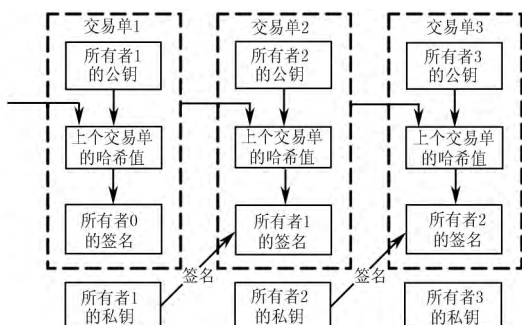 交易单1
交易单2
交易单3
所有者1
的公钥
所有者2
的公钥
所有者3
的公钥
上个交易单
的哈希值
上个交易单
的哈希值
上个交易单
的哈希值
所有者0
的签名
所有者1
的签名
所有者2
的签名
签名
签名
所有者1
的私钥
所有者2
的私钥
所有者3
的私钥